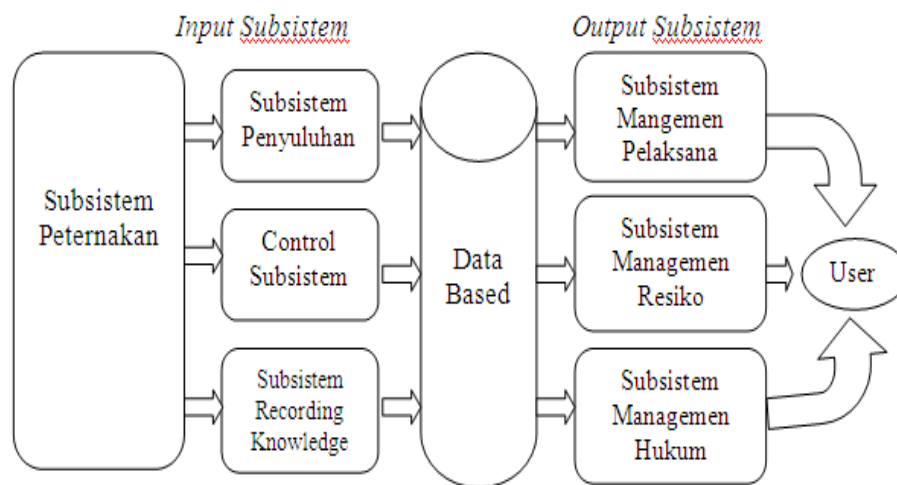 Input Subsistem
Output Subsistem
Subsistem
Peternakan
Subsistem
Penyuluhan
Control
Subsistem
Subsistem
Recording
Knowledge
Data
Based
Subsistem
Mangemen
Pelaksana
Subsistem
Managemen
Resiko
Subsistem
Managemen
Hukum
User